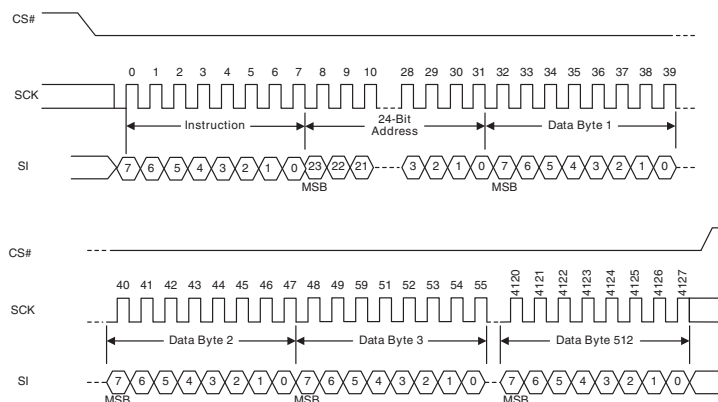 CS#
0 1 2 3 4 5 6 7 8 9 10 28 29 30 31 32 33 34 35 36 37 38 39
SCK
Instruction
24-Bit
Address
Data Byte 1
SI
7 6 5 4 3 2 1 0 23 22 21 3 2 1 0 7 6 5 4 3 2 1 0
MSB MSB
CS#
40 41 42 43 44 45 46 47 48 49 59 51 52 53 54 55 4120 4121 4122 4123 4124 4125 4126 4127
SCK
Data Byte 2 Data Byte 3 Data Byte 512
SI
7 6 5 4 3 2 1 0 7 6 5 4 3 2 1 0 7 6 5 4 3 2 1 0
MSB MSB MSB